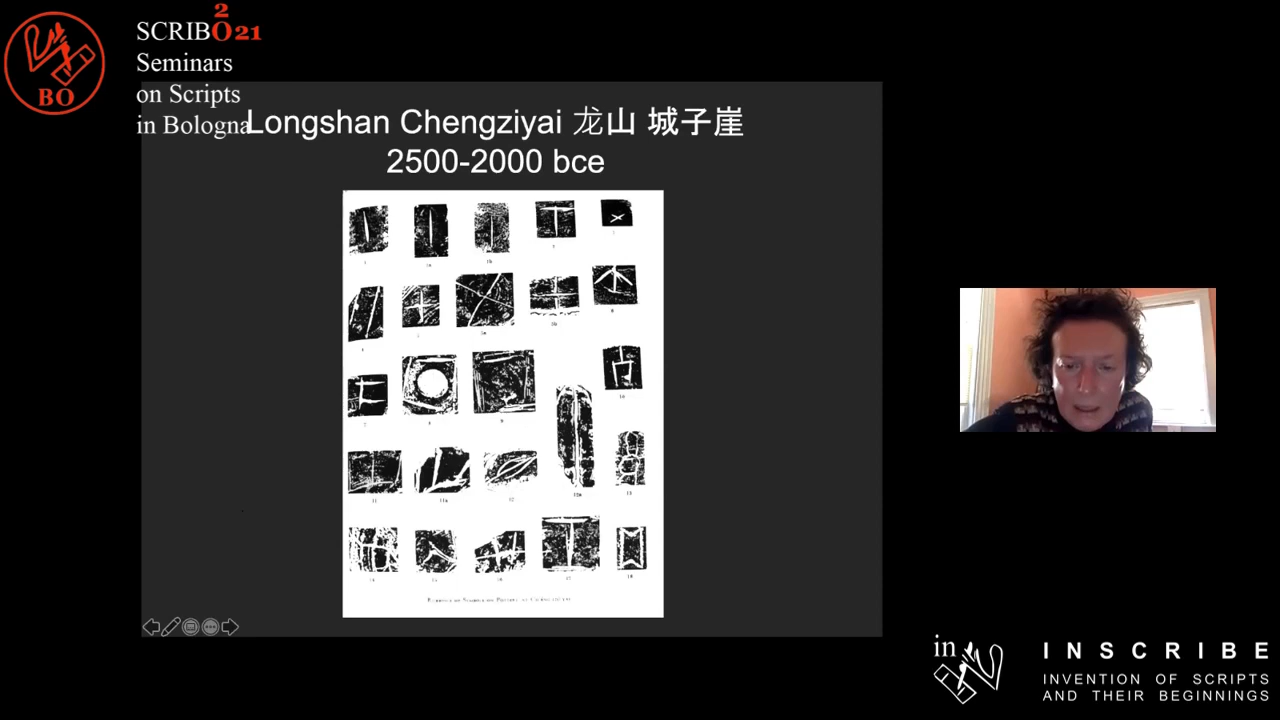 SCRIBO21
2
Seminars
on Scripts
in Bologna
BO
Longshan Chengziyai 龙山 城子崖
2500-2000 bce
in
INSCRIBE
INVENTION OF SCRIPTS
AND THEIR BEGINNINGS